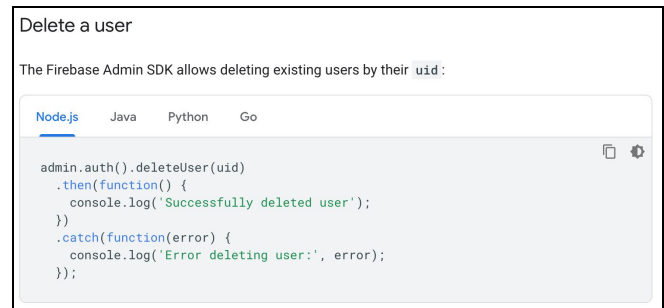 Delete a user
The Firebase Admin SDK allows deleting existing users by their uid:
Node.js Java Python Go
admin.auth().deleteUser(uid)
  .then(function() {
    console.log('Successfully deleted user');
  })
  .catch(function(error) {
    console.log('Error deleting user:', error);
  });